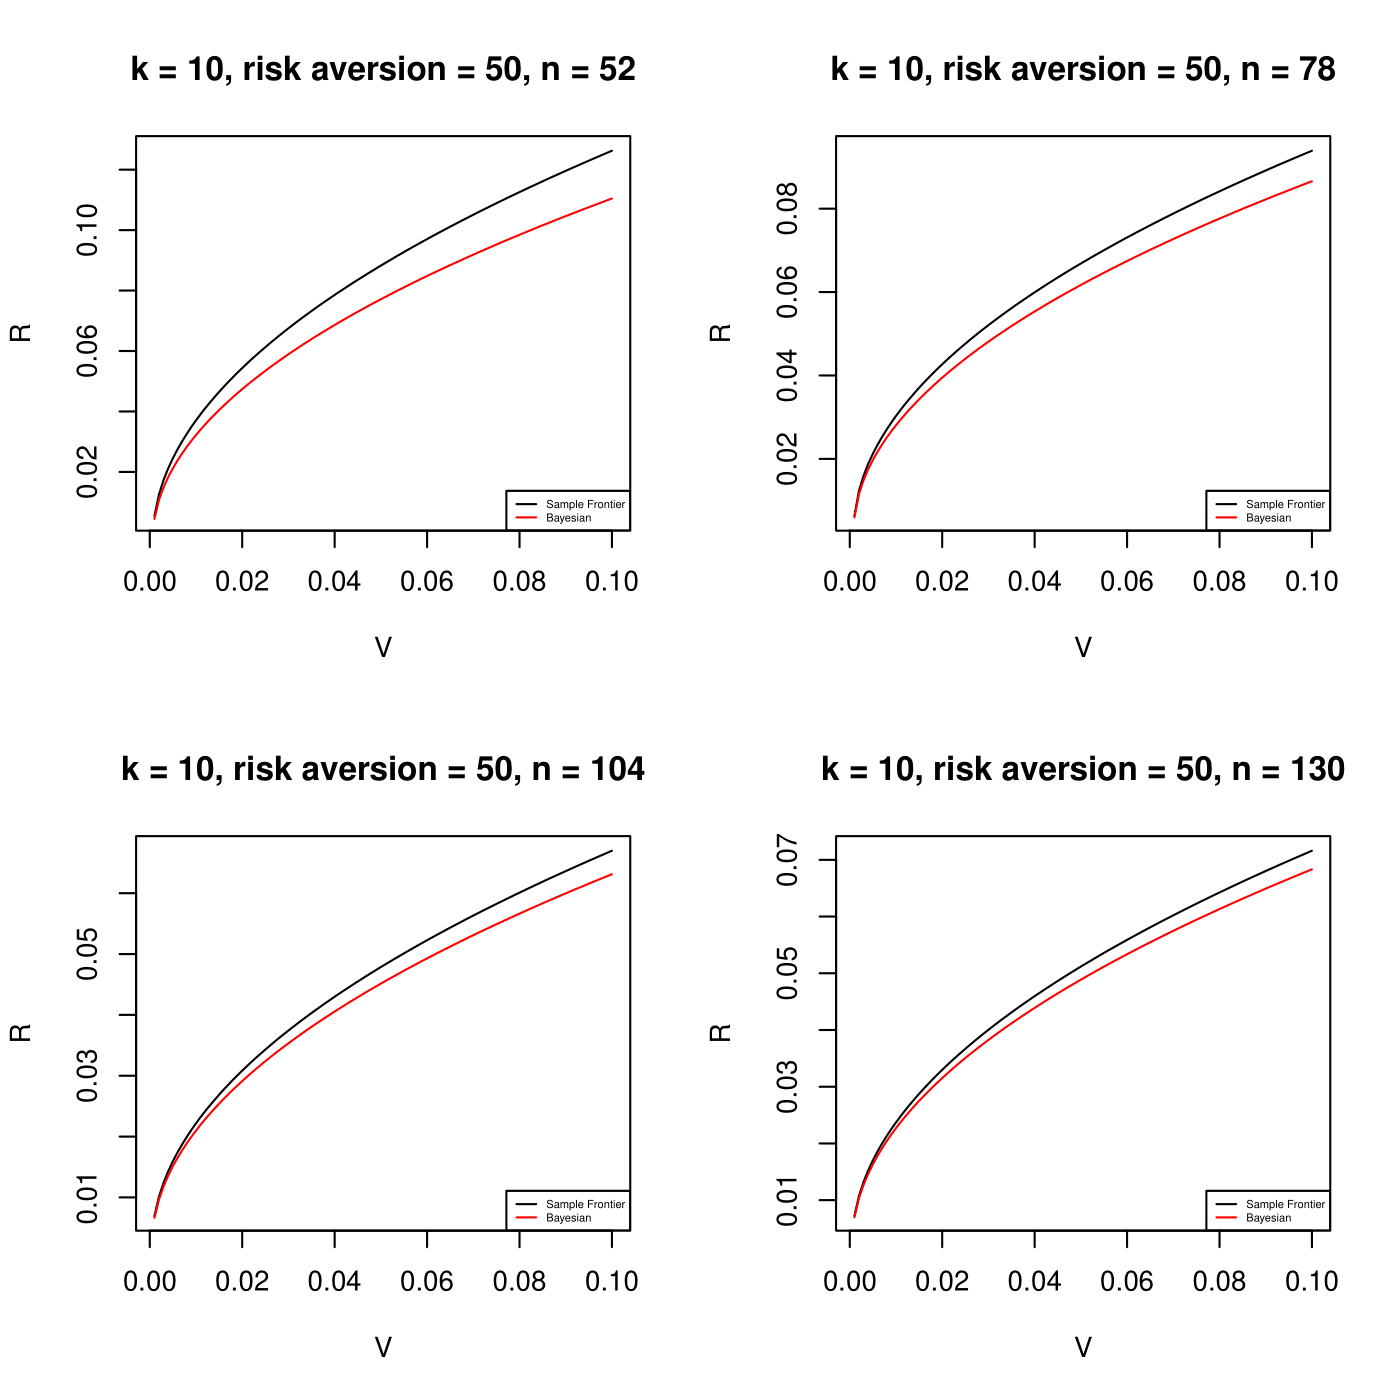 k = 10, risk aversion = 50, n = 52
R
0.10
0.06
0.02
Sample Frontier
Bayesian
0.00 0.02 0.04 0.06 0.08 0.10
V
k = 10, risk aversion = 50, n = 78
R
0.08
0.06
0.04
0.02
Sample Frontier
Bayesian
0.00 0.02 0.04 0.06 0.08 0.10
V
k = 10, risk aversion = 50, n = 104
R
0.05
0.03
0.01
Sample Frontier
Bayesian
0.00 0.02 0.04 0.06 0.08 0.10
V
k = 10, risk aversion = 50, n = 130
R
0.07
0.05
0.03
0.01
Sample Frontier
Bayesian
0.00 0.02 0.04 0.06 0.08 0.10
V